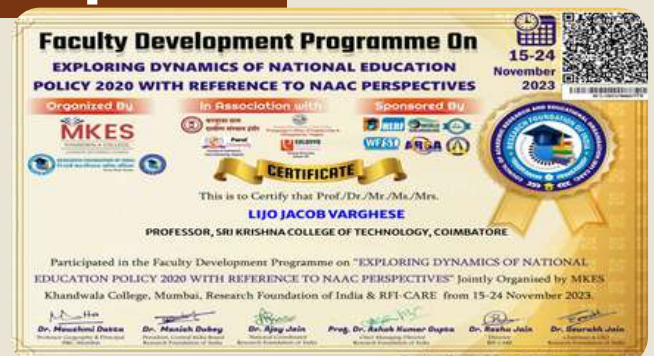 Faculty Development Programme On
EXPLORING DYNAMICS OF NATIONAL EDUCATION
POLICY 2020 WITH REFERENCE TO NAAC PERSPECTIVES
15-24
November
2023
Organized By
In Association with
Sponsored By
MKES
CERTIFICATE
This is to Certify that Prof./Dr./Mr./Ms./Mrs.
LIJO JACOB VARGHESE
PROFESSOR, SRI KRISHNA COLLEGE OF TECHNOLOGY, COIMBATORE
Participated in the Faculty Development Programme on "EXPLORING DYNAMICS OF NATIONAL
EDUCATION POLICY 2020 WITH REFERENCE TO NAAC PERSPECTIVES" Jointly Organised by MKES
Khandwala College, Mumbai, Research Foundation of India & RFI-CARE from 15-24 November 2023.
Dr. Moushmi Datta
Dr. Manish Dubey
Dr. Ajay Jain
Prof. Dr. Ashok Kumar Gupta
Dr. Reshu Jain
Dr. Sourabh Jain